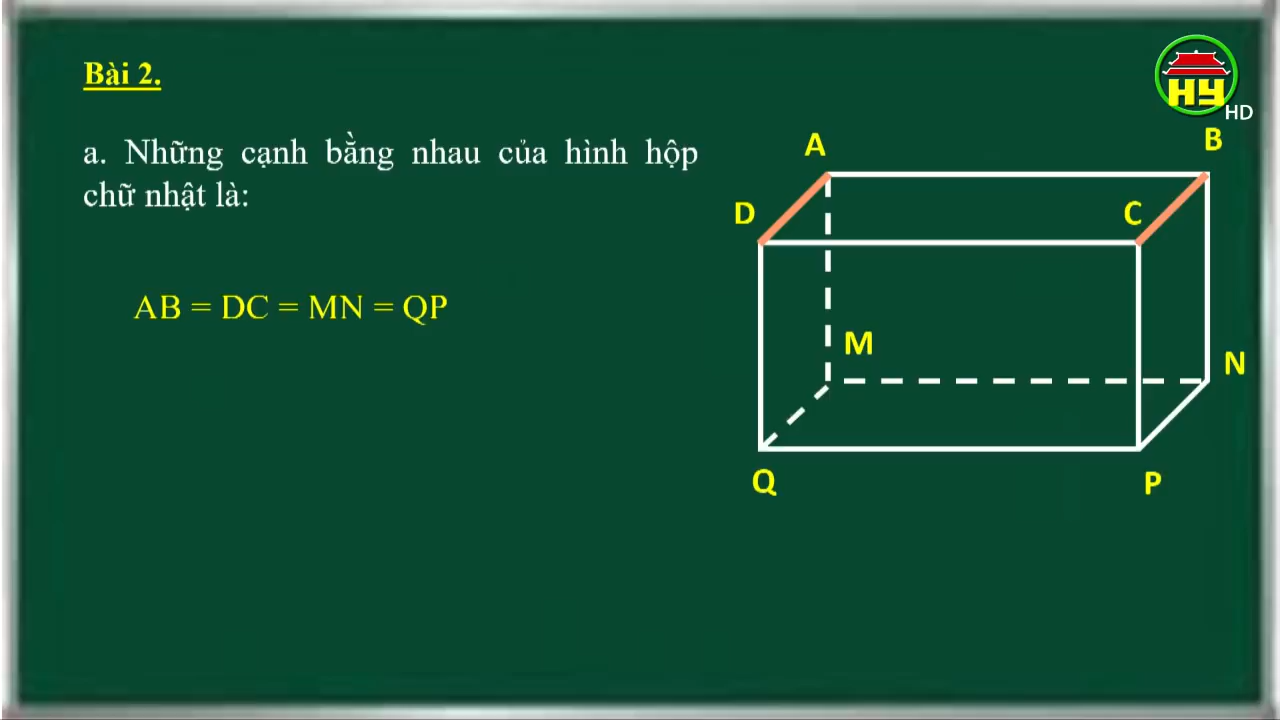 Bài 2.
HY
HD
a. Những cạnh bằng nhau của hình hộp
chữ nhật là:
AB = DC = MN = QP
A
B
D
C
M
N
Q
P